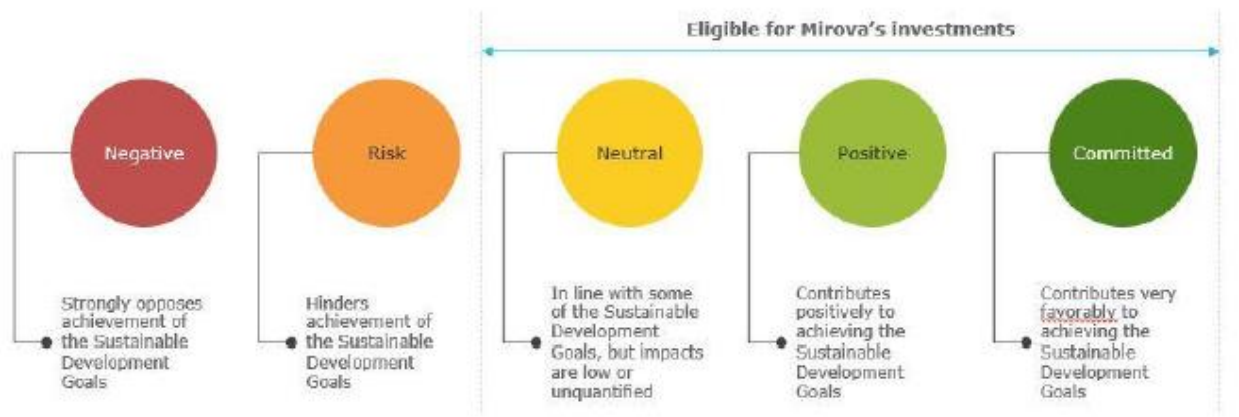 Eligible for Mirova's investments
Negative
Risk
Neutral
Positive
Committed
Strongly opposes
achievement of
the Sustainable
Development
Goals
Hinders
achievement of
the Sustainable
Development
Goals
In line with some
of the Sustainable
Development
Goals, but impacts
are low or
unquantified
Contributes
positively to
achieving the
Sustainable
Development
Goals
Contributes very
favorably to
achieving the
Sustainable
Development
Goals